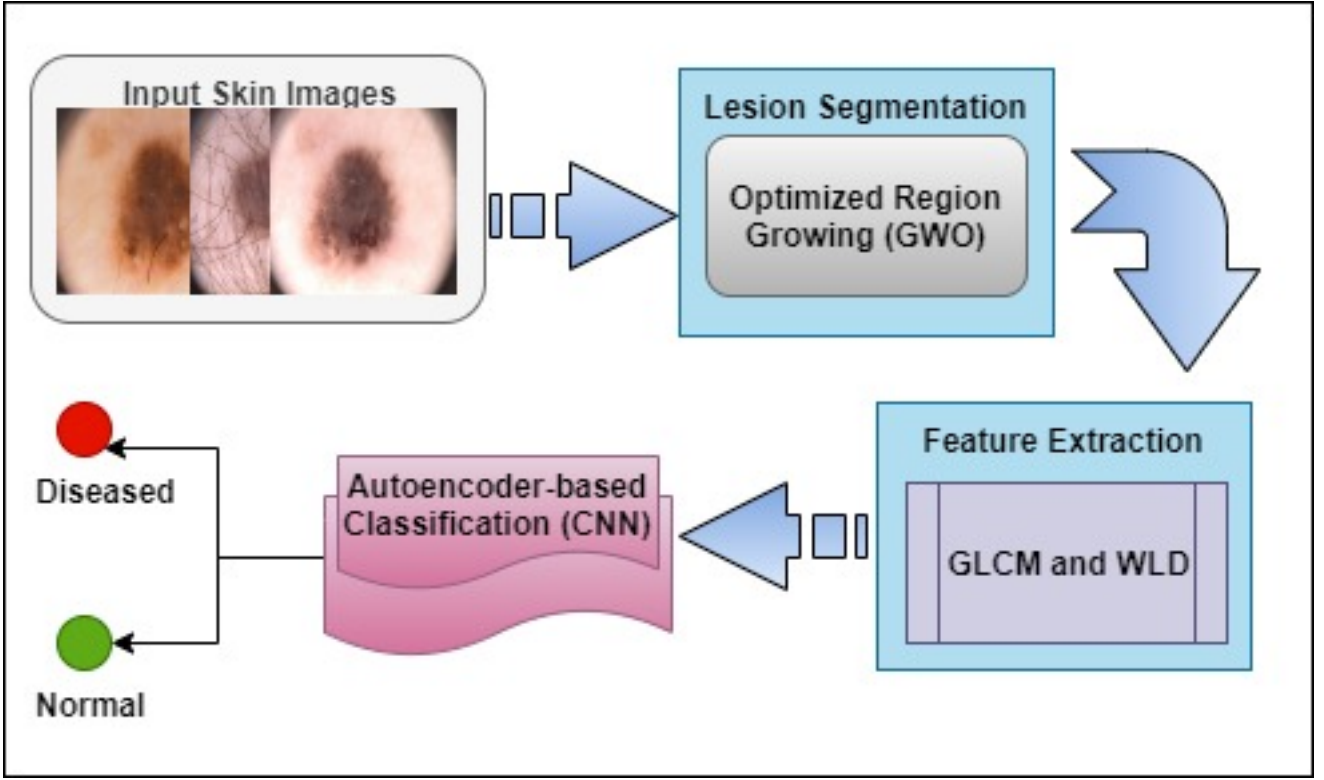 Input Skin Images
Lesion Segmentation
Optimized Region
Growing (GWO)
Feature Extraction
GLCM and WLD
Autoencoder-based
Classification (CNN)
Diseased
Normal